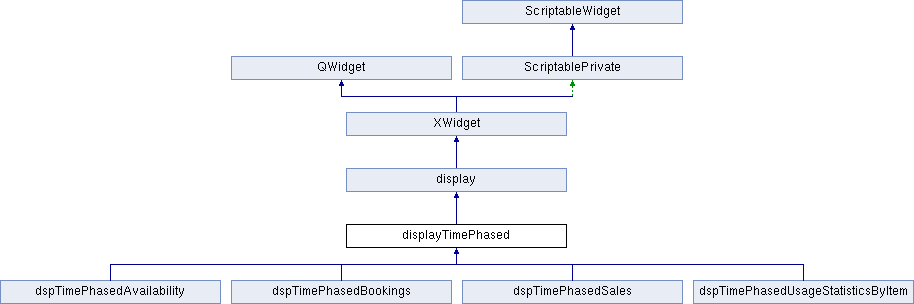 ScriptableWidget
QWidget
ScriptablePrivate
XWidget
display
displayTimePhased
dspTimePhasedAvailability
dspTimePhasedBookings
dspTimePhasedSales
dspTimePhasedUsageStatisticsByItem